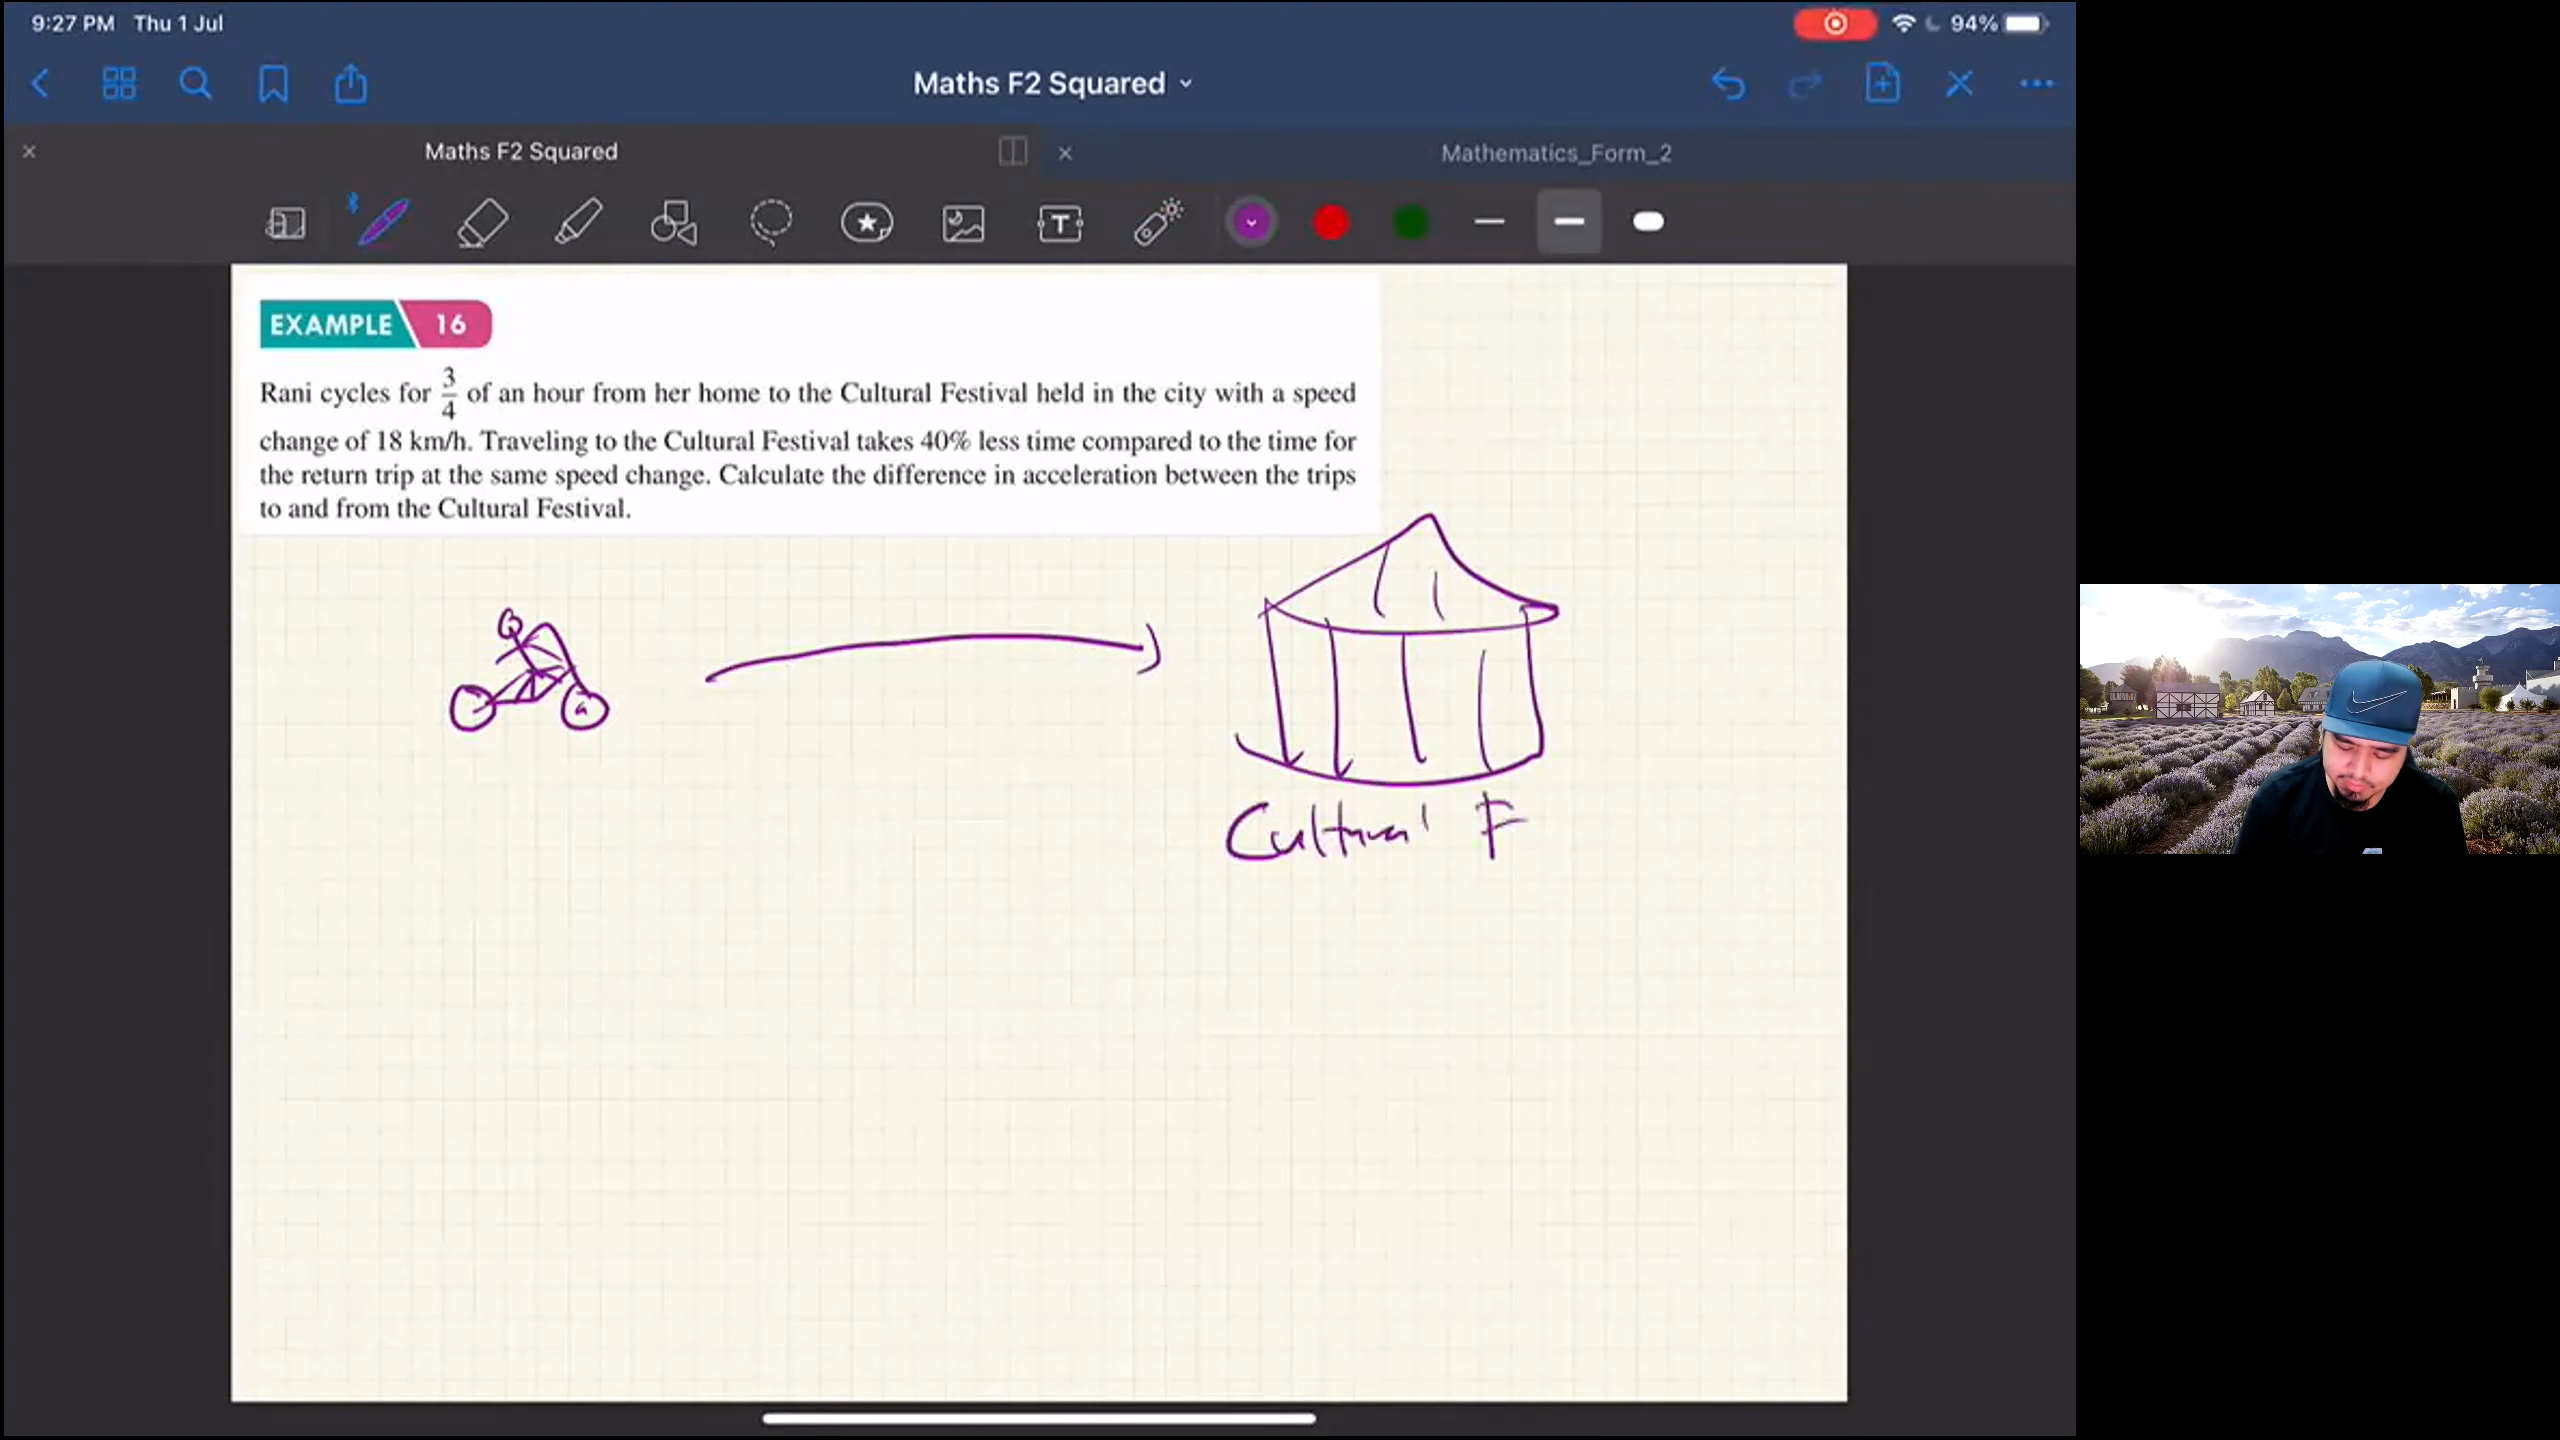 9:27 PM Thu 1 Jul
94%
Maths F2 Squared
Maths F2 Squared
Mathematics_Form_2
T
EXAMPLE 16
Rani cycles for 3/4 of an hour from her home to the Cultural Festival held in the city with a speed
change of 18 km/h. Traveling to the Cultural Festival takes 40% less time compared to the time for
the return trip at the same speed change. Calculate the difference in acceleration between the trips
to and from the Cultural Festival.
Cultural F